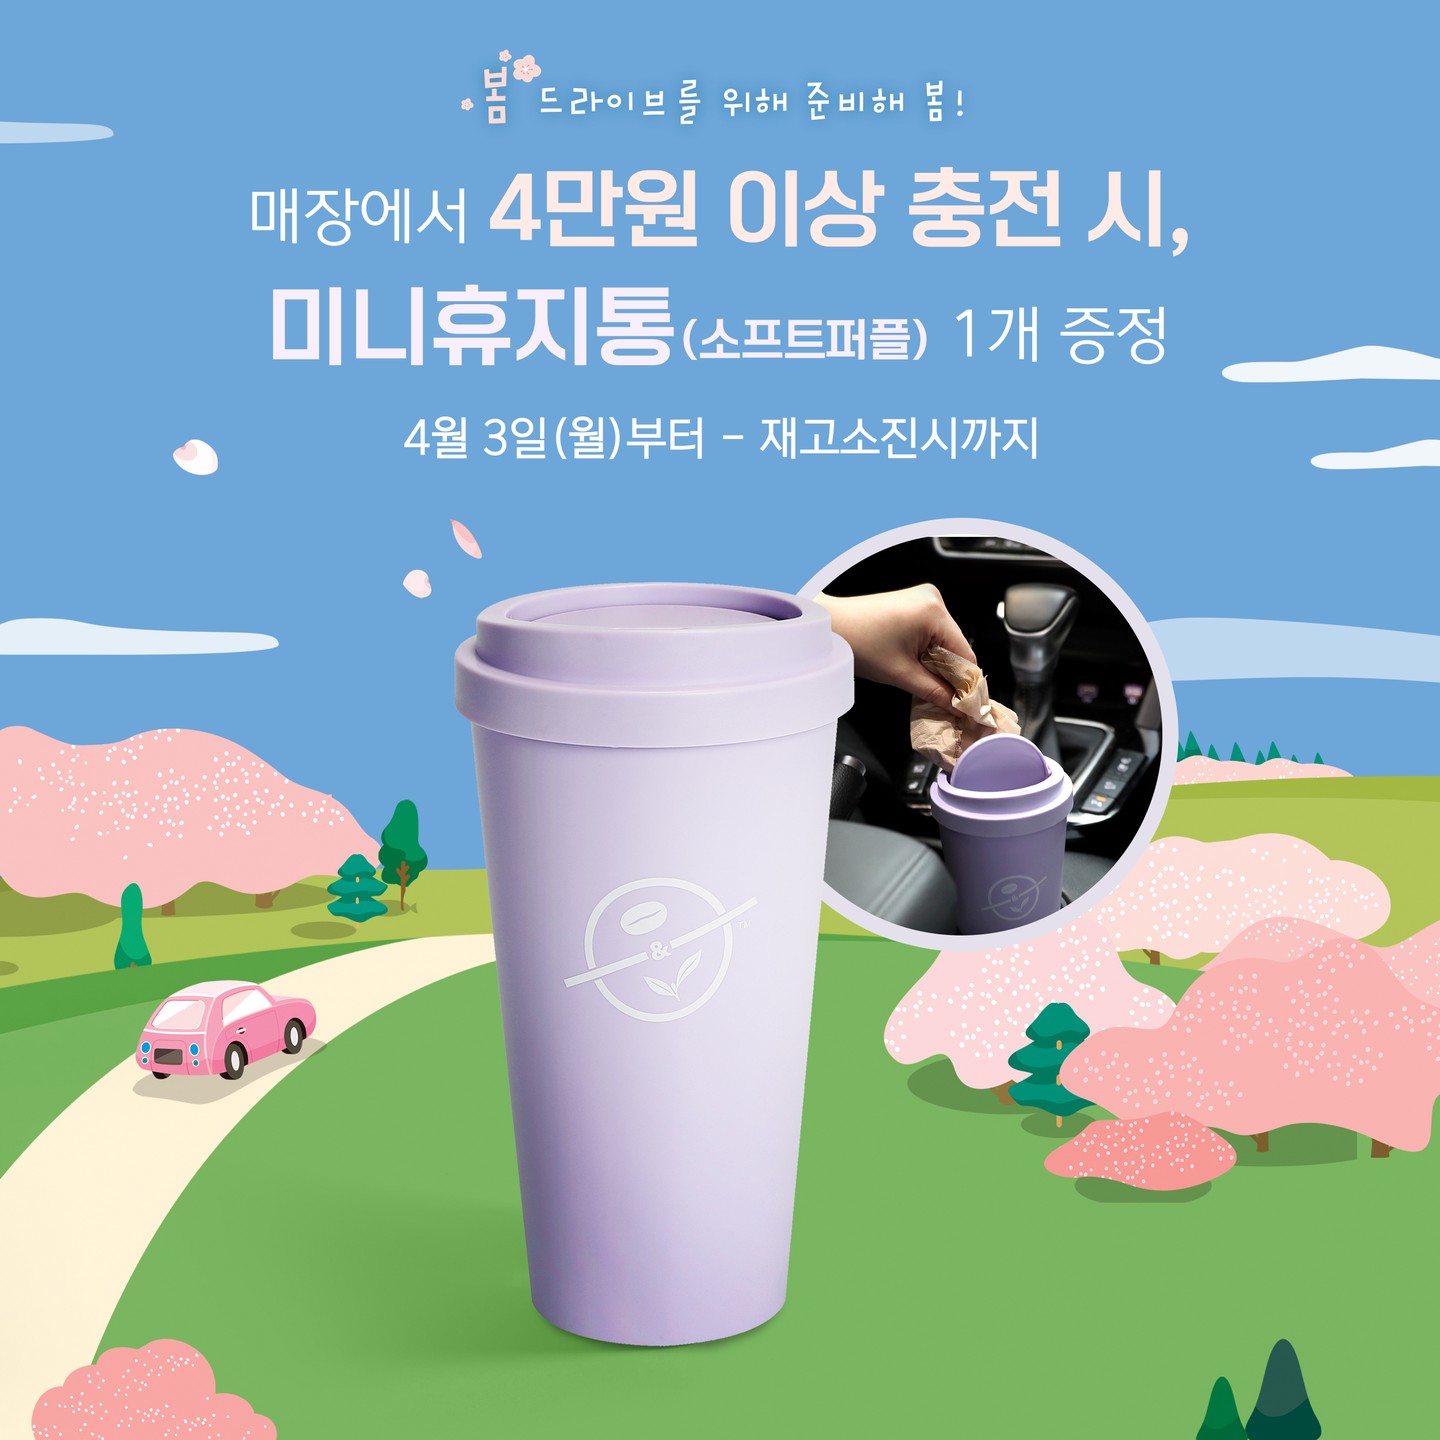 봄 드라이브를 위해 준비해 봄!
매장에서 4만원 이상 충전 시,
미니휴지통(소프트퍼플) 1개 증정
4월 3일(월)부터 - 재고소진시까지
&
TM
&